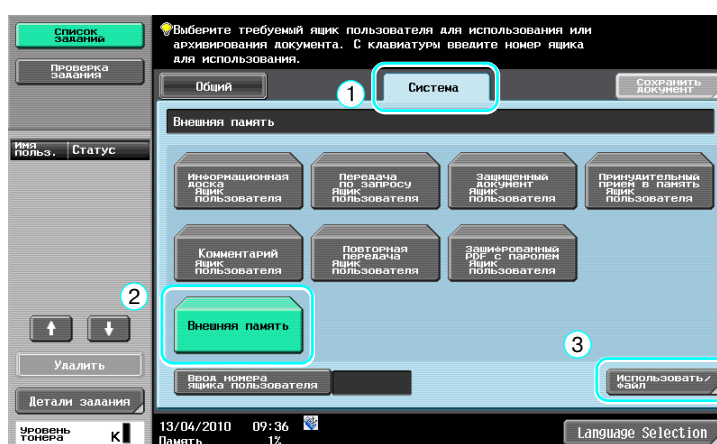 Список
заданий
Проверка
задания
Имя
польз.
Статус
Удалить
Детали задания
Уровень
тонера
K
Выберите требуемый ящик пользователя для использования или
архивирования документа. С клавиатуры введите номер ящика
для использования.
Общий
1
Система
Сохранить
документ
Внешняя память
Информационная
доска
Ящик
пользователя
Передача
по запросу
Ящик
пользователя
Защищенный
документ
Ящик
пользователя
Принудительный
прием в память
Ящик
пользователя
Комментарий
Ящик
пользователя
Повторная
передача
Ящик
пользователя
Зашифрованный
PDF с паролем
Ящик
пользователя
2
Внешняя память
3
Ввод номера
ящика пользователя
Использовать/
Файл
13/04/2010 09:36
Память 1%
Language Selection